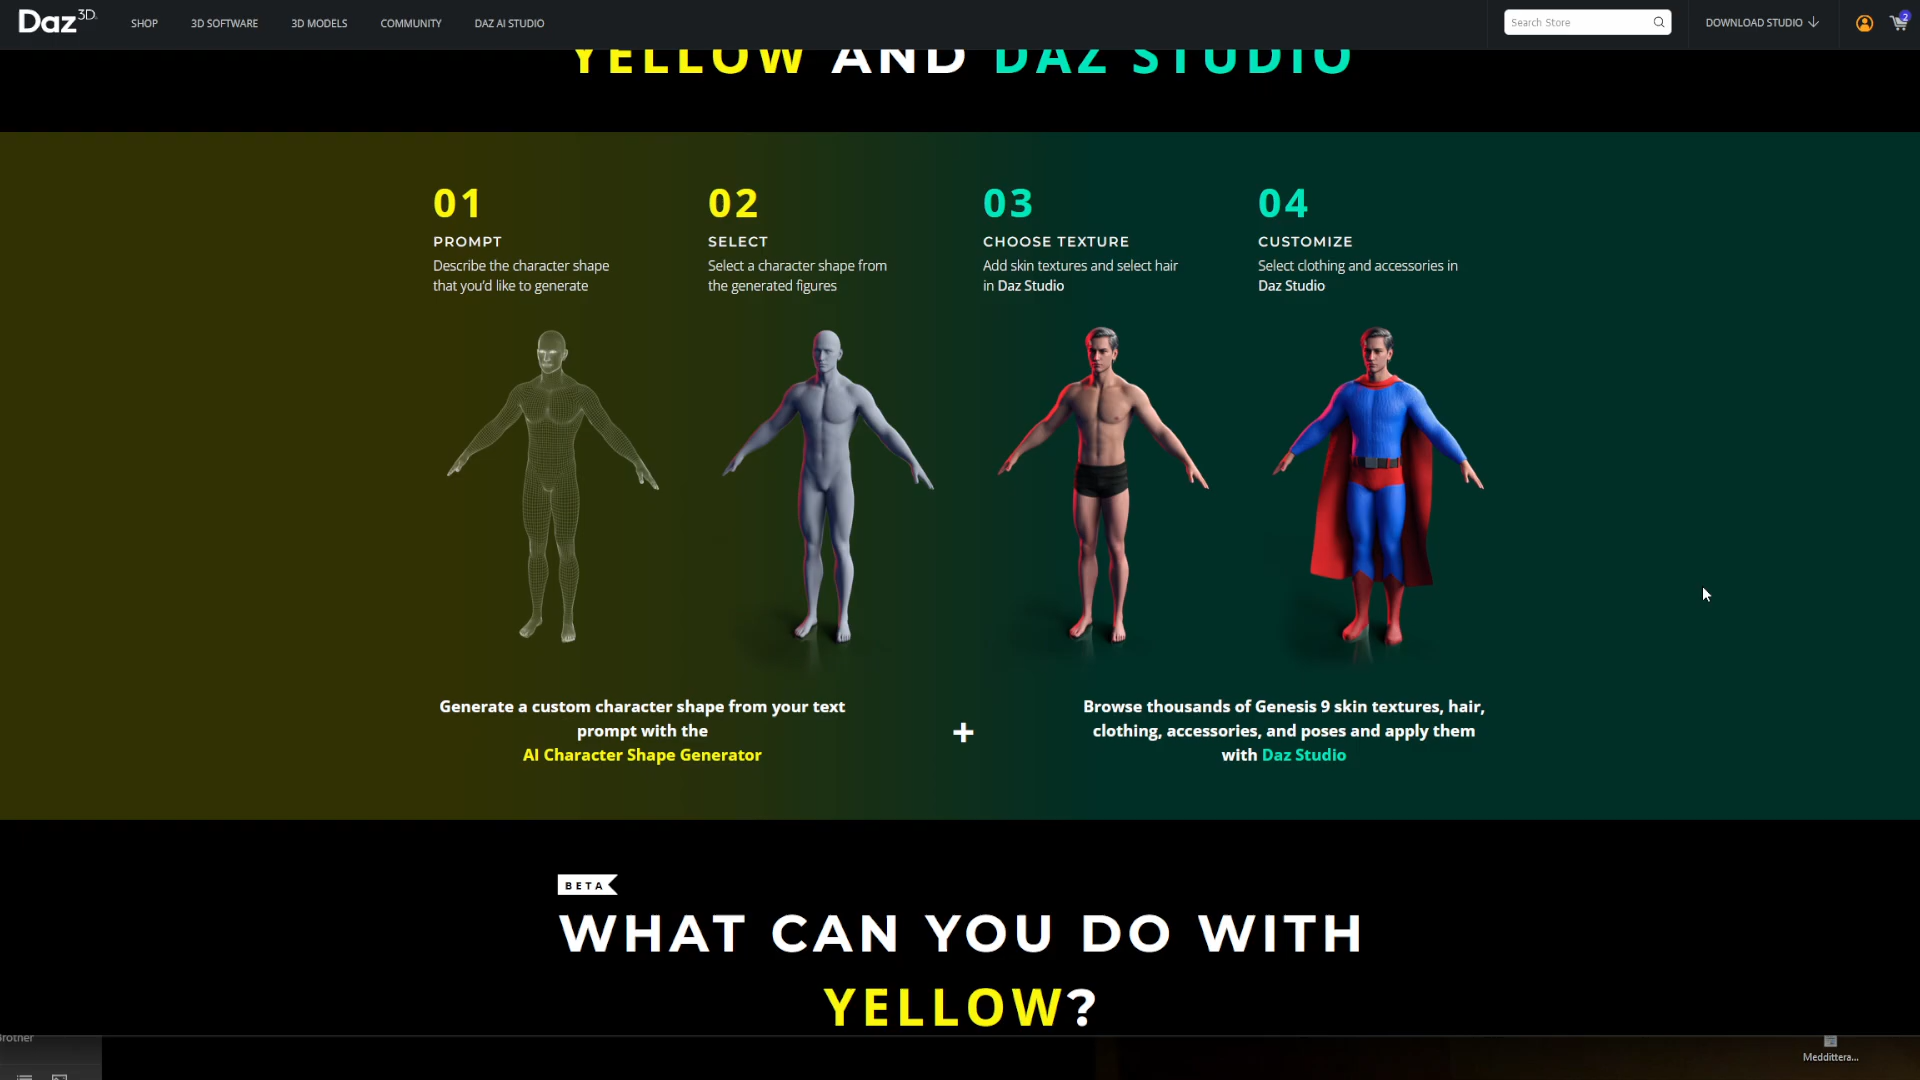 Daz 3D
SHOP
3D SOFTWARE
3D MODELS
COMMUNITY
DAZ AI STUDIO
Search Store
DOWNLOAD STUDIO
2
YELLOW AND DAZ STUDIO
01
PROMPT
Describe the character shape
that you'd like to generate
02
SELECT
Select a character shape from
the generated figures
03
CHOOSE TEXTURE
Add skin textures and select hair
in Daz Studio
04
CUSTOMIZE
Select clothing and accessories in
Daz Studio
Generate a custom character shape from your text
prompt with the
AI Character Shape Generator
+
Browse thousands of Genesis 9 skin textures, hair,
clothing, accessories, and poses and apply them
with Daz Studio
BETA
WHAT CAN YOU DO WITH
YELLOW?
Meddittera...